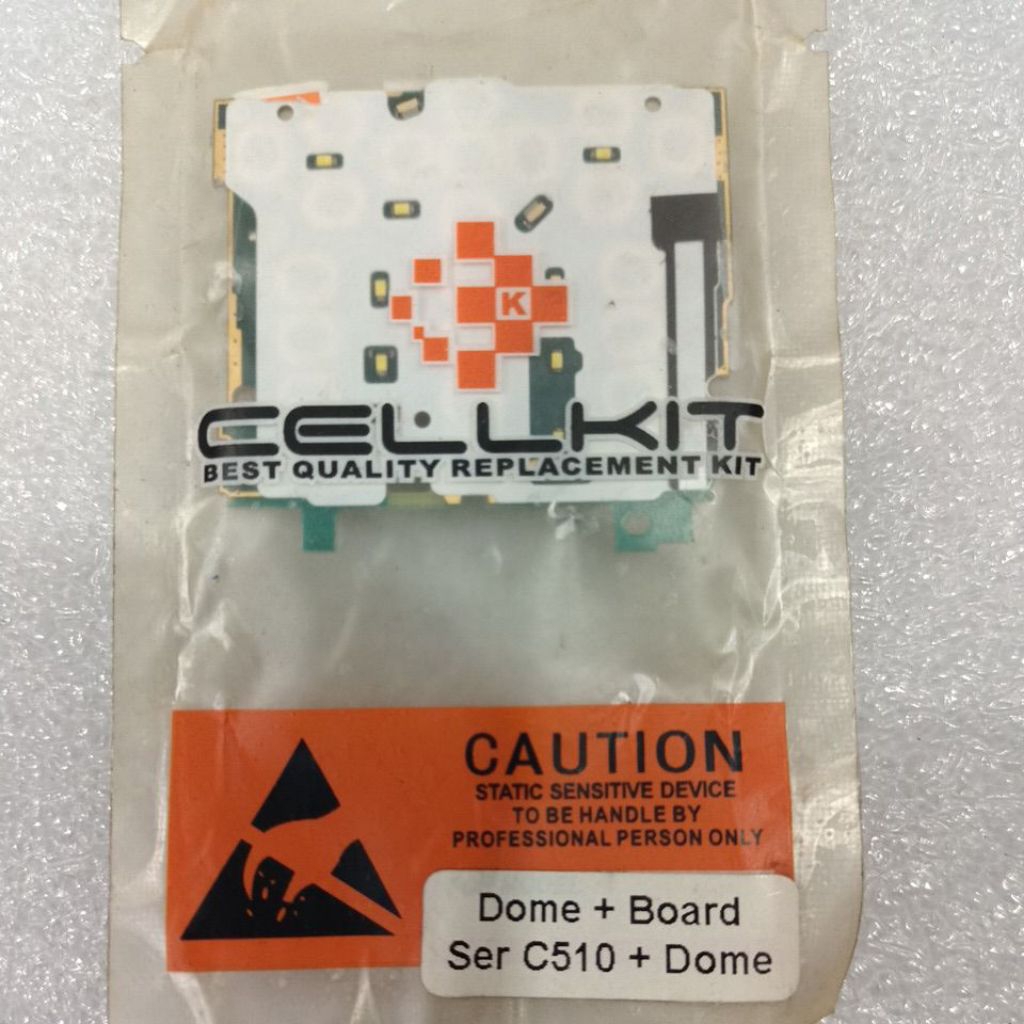 K
CELLKIT
BEST QUALITY REPLACEMENT KIT
CAUTION
STATIC SENSITIVE DEVICE
TO BE HANDLE BY
PROFESSIONAL PERSON ONLY
Dome + Board
Ser C510 + Dome